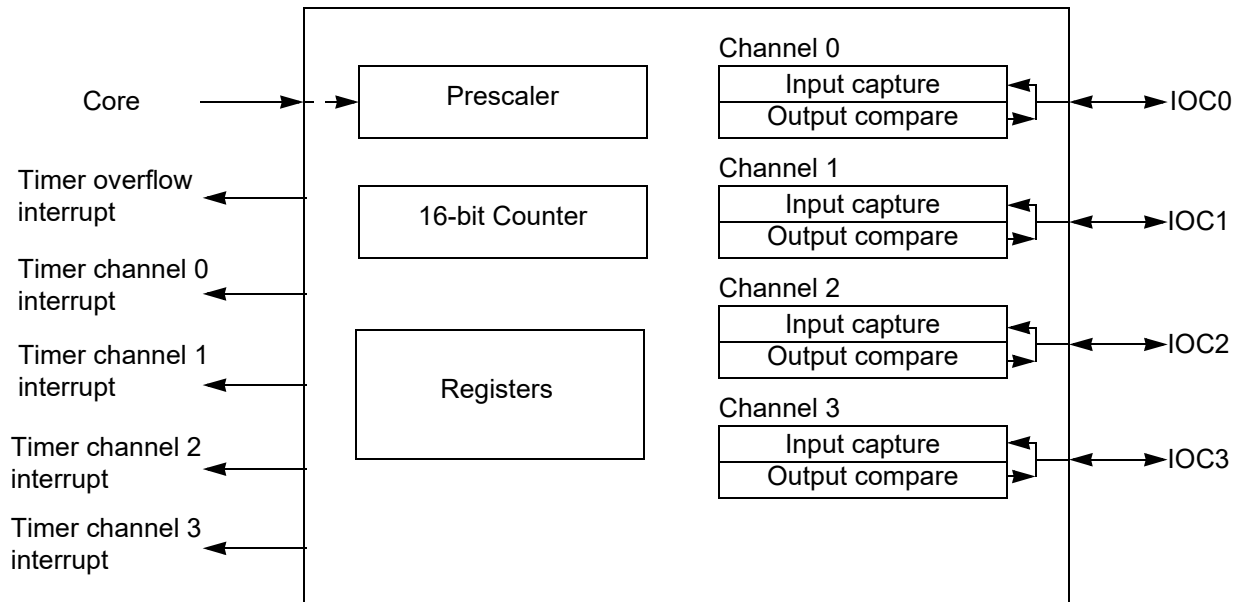 Core
Timer overflow
interrupt
Timer channel 0
interrupt
Timer channel 1
interrupt
Timer channel 2
interrupt
Timer channel 3
interrupt
Prescaler
16-bit Counter
Registers
Channel 0
Input capture
Output compare
Channel 1
Input capture
Output compare
Channel 2
Input capture
Output compare
Channel 3
Input capture
Output compare
IOC0
IOC1
IOC2
IOC3